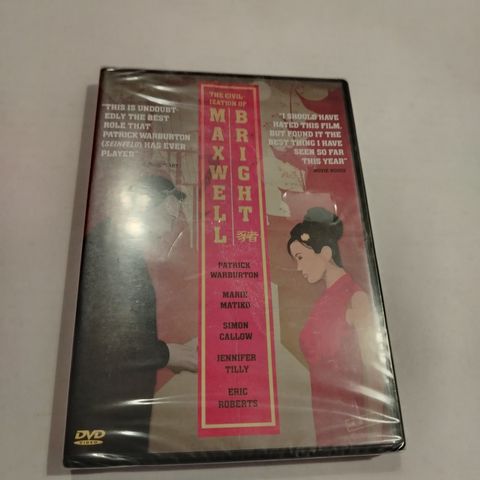 "THIS IS UNDOUBT-
EDLY THE BEST
ROLE THAT
PATRICK WARBURTON
(SEINFELD) HAS EVER
PLAYED"
THE CIVIL-
IZATION OF
MAXWELL
BRIGHT
豬
"I SHOULD HAVE
HATED THIS FILM,
BUT FOUND IT THE
BEST THING I HAVE
SEEN SO FAR
THIS YEAR"
PATRICK
WARBURTON
MARIE
MATIKO
SIMON
CALLOW
JENNIFER
TILLY
ERIC
ROBERTS
DVD
VIDEO